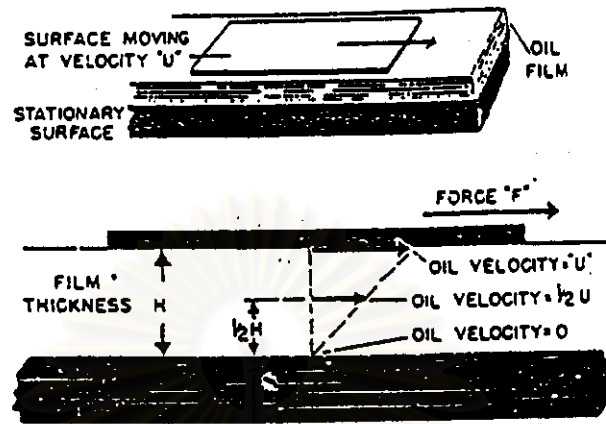 SURFACE MOVING
AT VELOCITY "U"
OIL
FILM
STATIONARY
SURFACE
FORCE "F"
FILM
THICKNESS
H
½H
OIL VELOCITY="U"
OIL VELOCITY=½U
OIL VELOCITY=0